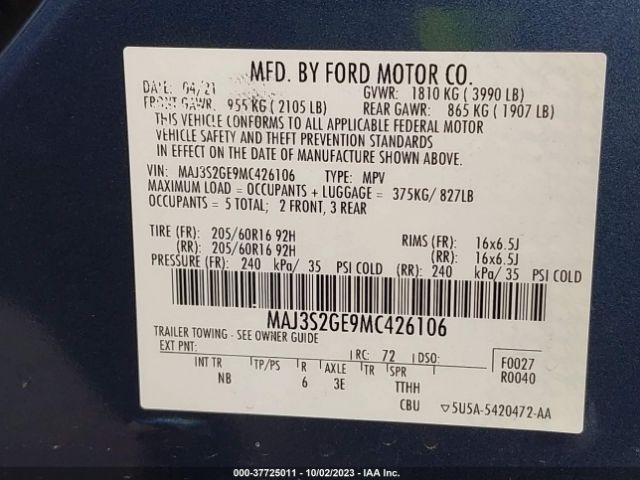 MFD. BY FORD MOTOR CO.
DATE: 04/21 GVWR: 1810 KG ( 3990 LB)
FRONT GAWR: 955 KG ( 2105 LB) REAR GAWR: 865 KG ( 1907 LB)
THIS VEHICLE CONFORMS TO ALL APPLICABLE FEDERAL MOTOR
VEHICLE SAFETY AND THEFT PREVENTION STANDARDS
IN EFFECT ON THE DATE OF MANUFACTURE SHOWN ABOVE.
VIN: MAJ3S2GE9MC426106 TYPE: MPV
MAXIMUM LOAD = OCCUPANTS + LUGGAGE = 375KG/ 827LB
OCCUPANTS = 5 TOTAL; 2 FRONT, 3 REAR
TIRE (FR): 205/60R16 92H RIMS (FR): 16x6.5J
(RR): 205/60R16 92H (RR): 16x6.5J
PRESSURE (FR): 240 kPa/ 35 PSI COLD (RR): 240 kPa/ 35 PSI COLD
MAJ3S2GE9MC426106
TRAILER TOWING - SEE OWNER GUIDE
EXT PNT: RC: 72 DSO: F0027
R0040
INT TR TP/PS R AXLE TR SPR
NB 6 3E TTHH
CBU ▽5U5A-5420472-AA
000-37725011 - 10/02/2023 - IAA Inc.